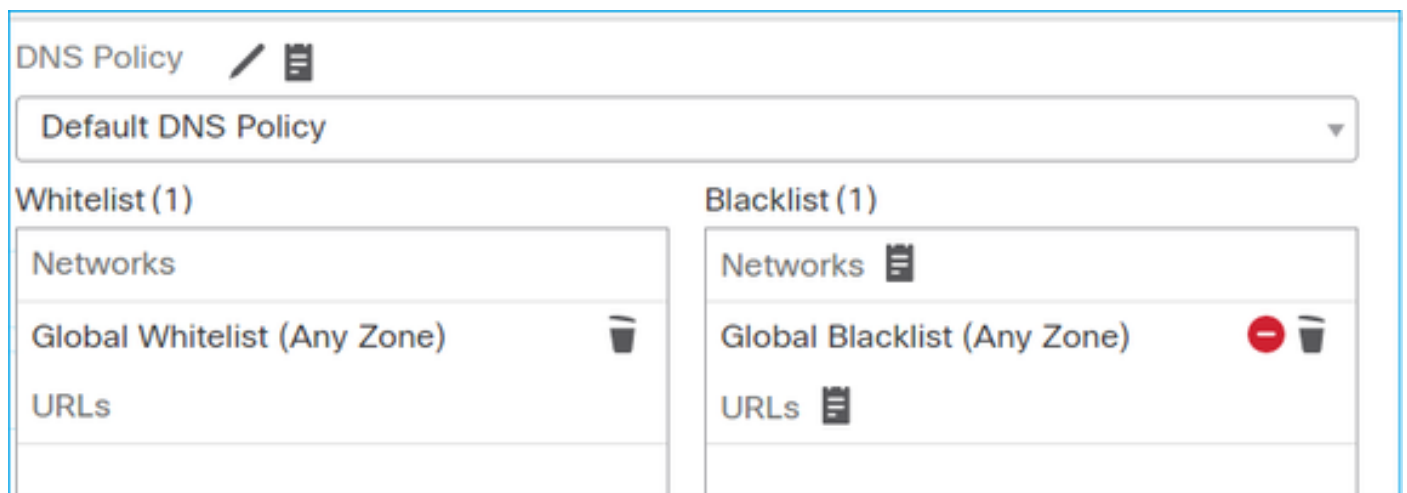 DNS Policy
Default DNS Policy
Whitelist (1)
Blacklist (1)
Networks
Networks
Global Whitelist (Any Zone)
Global Blacklist (Any Zone)
URLs
URLs